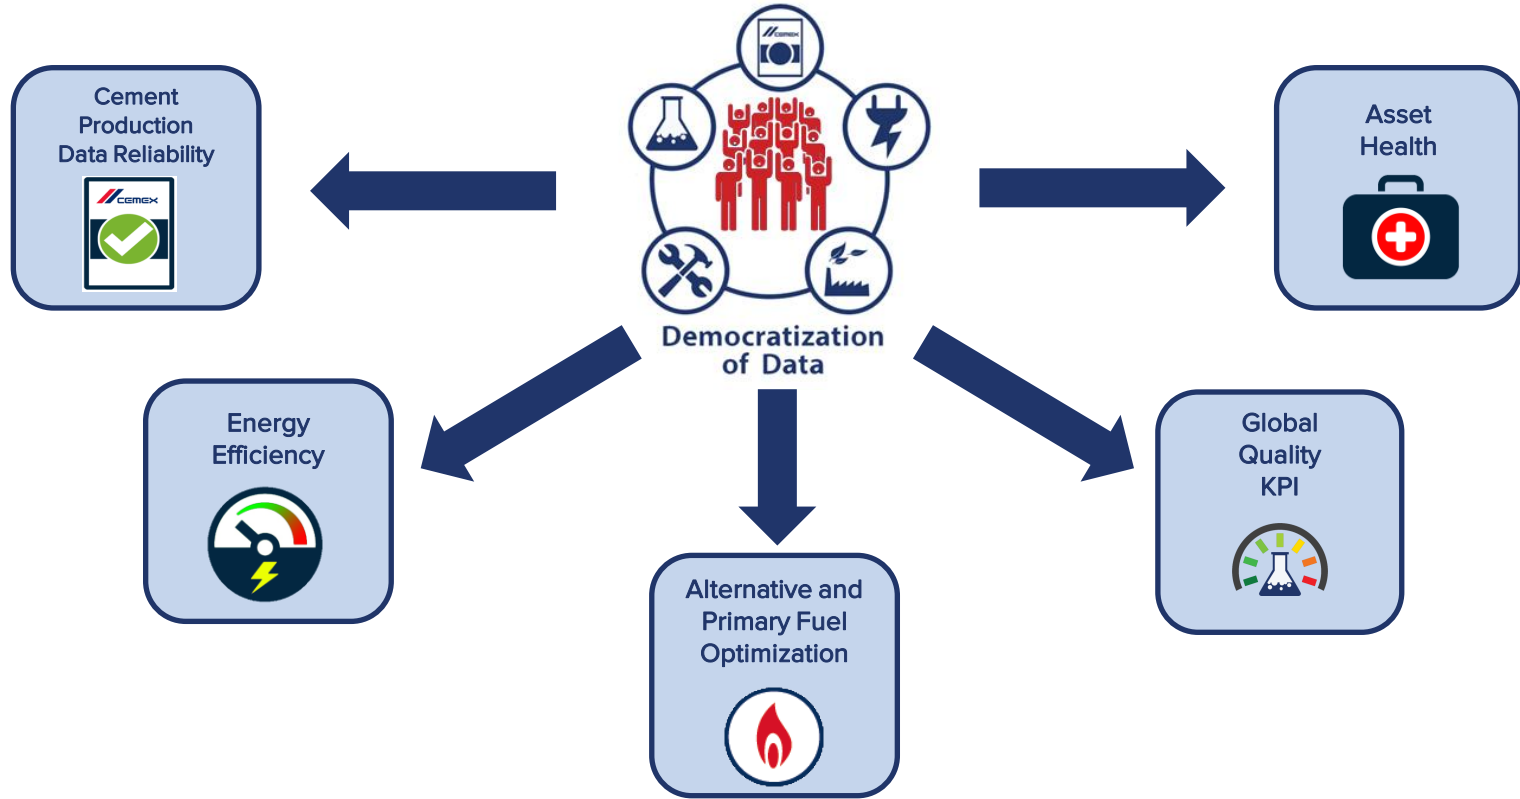 CEMEX
Cement
Production
Data Reliability
CEMEX
Asset
Health
Democratization
of Data
Energy
Efficiency
Global
Quality
KPI
Alternative and
Primary Fuel
Optimization